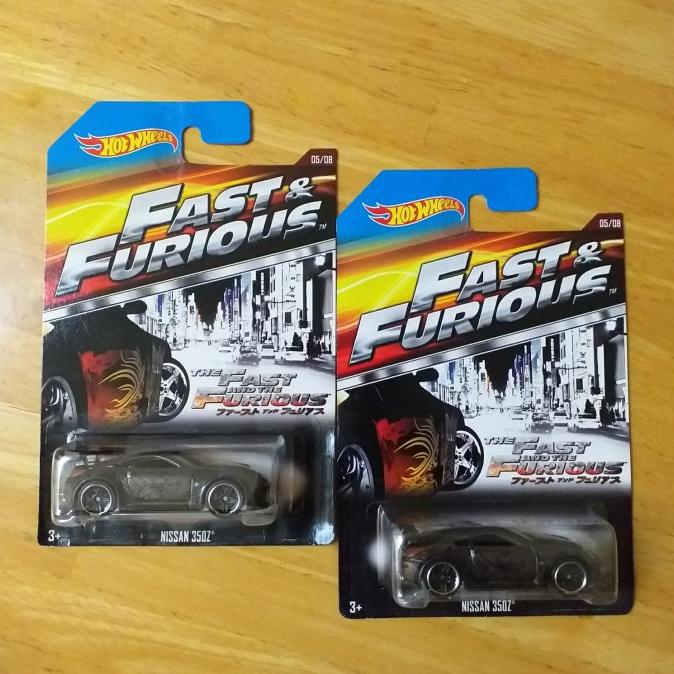 HOT WHEELS
05/08
FAST &
FURIOUS™
THE
FAST
AND THE
FURIOUS
ファースト アンド フュリアス
3+
NISSAN 350Z®
HOT WHEELS
05/08
FAST &
FURIOUS™
THE
FAST
AND THE
FURIOUS
ファースト アンド フュリアス
3+
NISSAN 350Z®